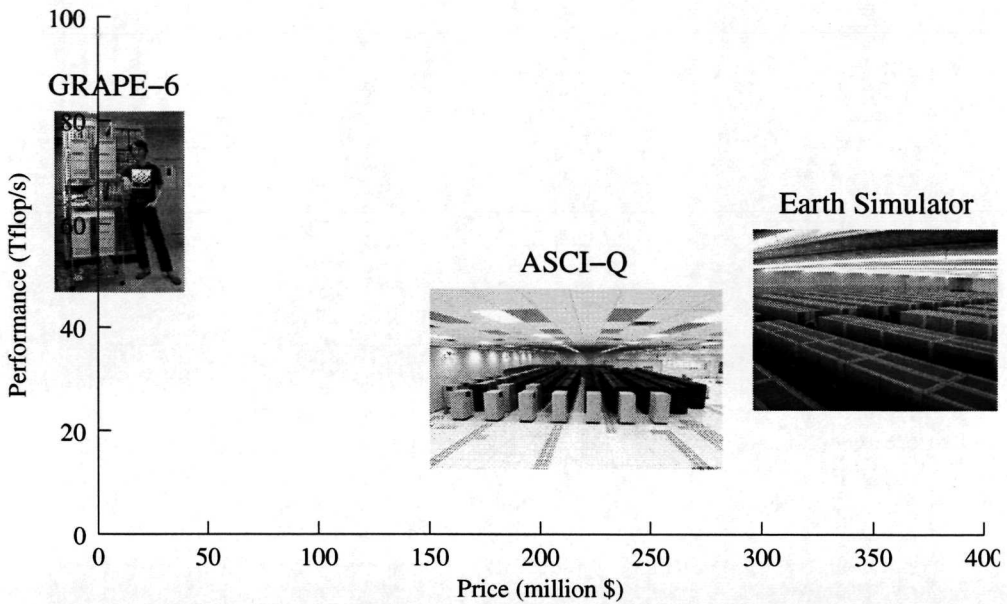 100
GRAPE–6
80
60
Earth Simulator
ASCI–Q
40
20
0
Performance (Tflop/s)
0 50 100 150 200 250 300 350 400
Price (million $)